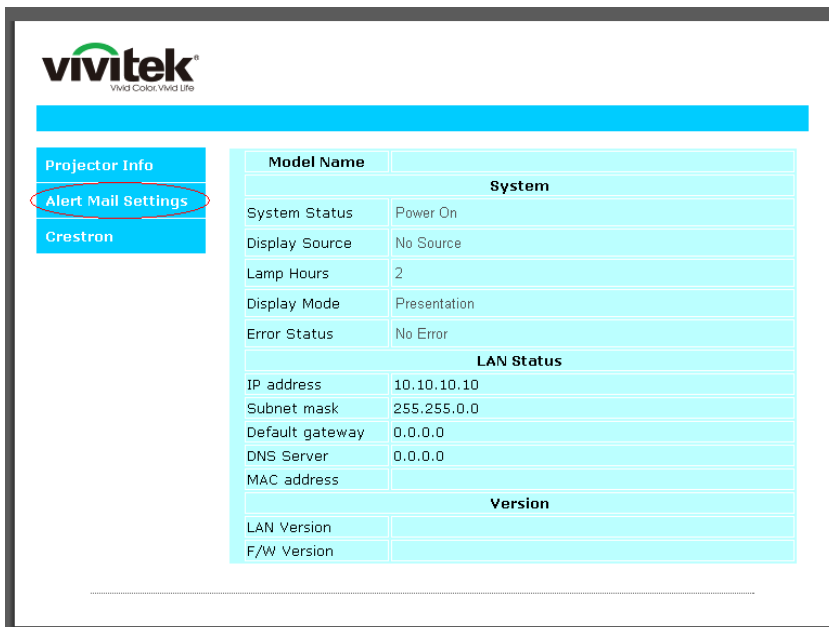 vivitek®
Vivid Color, Vivid Life
Projector Info
Alert Mail Settings
Crestron
Model Name
System
System Status Power On
Display Source No Source
Lamp Hours 2
Display Mode Presentation
Error Status No Error
LAN Status
IP address 10.10.10.10
Subnet mask 255.255.0.0
Default gateway 0.0.0.0
DNS Server 0.0.0.0
MAC address
Version
LAN Version
F/W Version